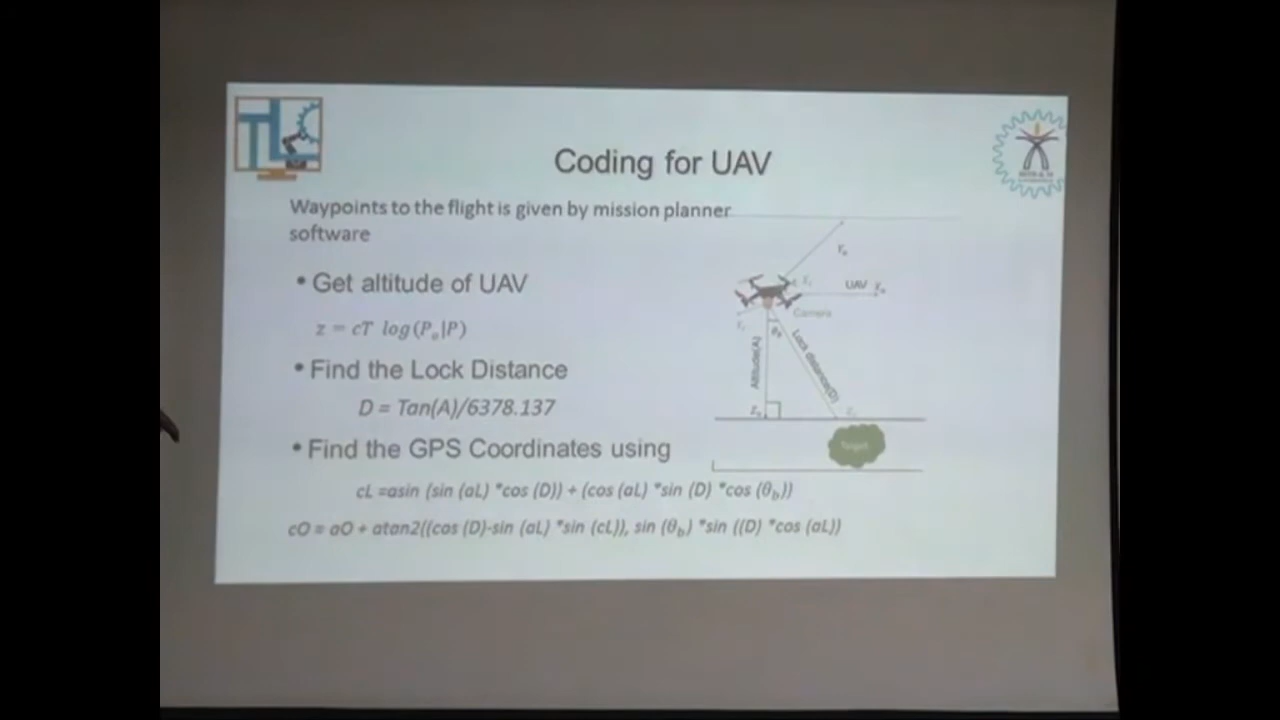 TLC
Coding for UAV
Waypoints to the flight is given by mission planner
software
• Get altitude of UAV
z = cT log(Pₒ|P)
• Find the Lock Distance
D = Tan(A)/6378.137
• Find the GPS Coordinates using
cL =asin (sin (aL) *cos (D)) + (cos (aL) *sin (D) *cos (θb))
cO = aO + atan2((cos (D)-sin (aL) *sin (cL)), sin (θb) *sin ((D) *cos (aL))
UAV
Camera
Altitude(A)
Lock distance(D)
Target